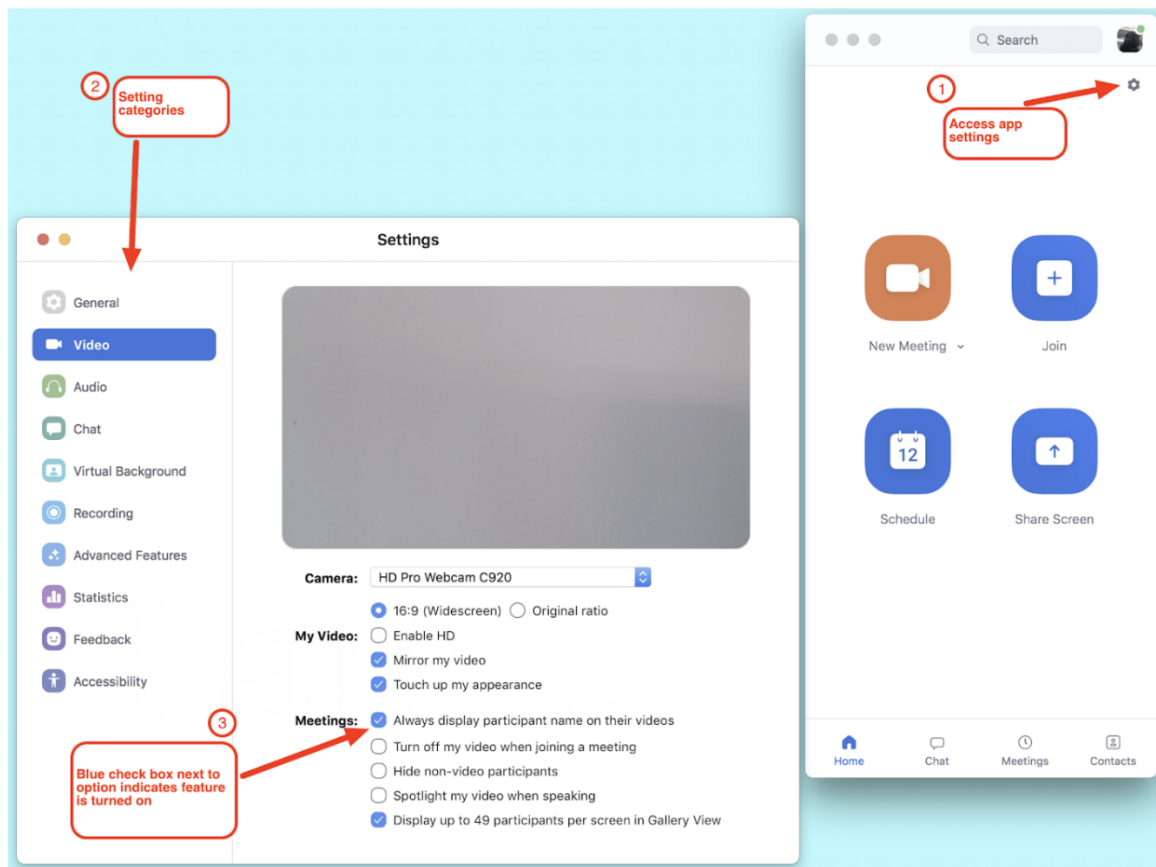 2
Setting
categories
Search
1
Access app
settings
Settings
General
Video
Audio
Chat
Virtual Background
Recording
Advanced Features
Statistics
Feedback
Accessibility
Camera: HD Pro Webcam C920
16:9 (Widescreen) Original ratio
My Video: Enable HD
Mirror my video
Touch up my appearance
Meetings: Always display participant name on their videos
Turn off my video when joining a meeting
Hide non-video participants
Spotlight my video when speaking
Display up to 49 participants per screen in Gallery View
3
Blue check box next to
option indicates feature
is turned on
New Meeting Join
12
Schedule Share Screen
Home Chat Meetings Contacts